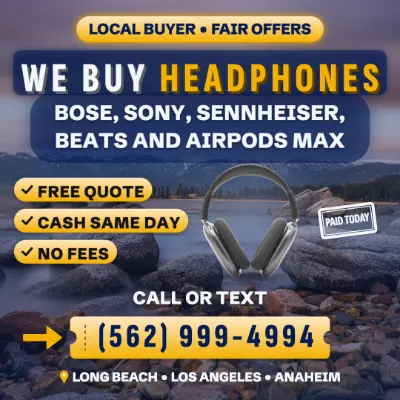 LOCAL BUYER • FAIR OFFERS
WE BUY HEADPHONES
BOSE, SONY, SENNHEISER,
BEATS AND AIRPODS MAX
FREE QUOTE
CASH SAME DAY
NO FEES
PAID TODAY
CALL OR TEXT
(562) 999-4994
LONG BEACH • LOS ANGELES • ANAHEIM